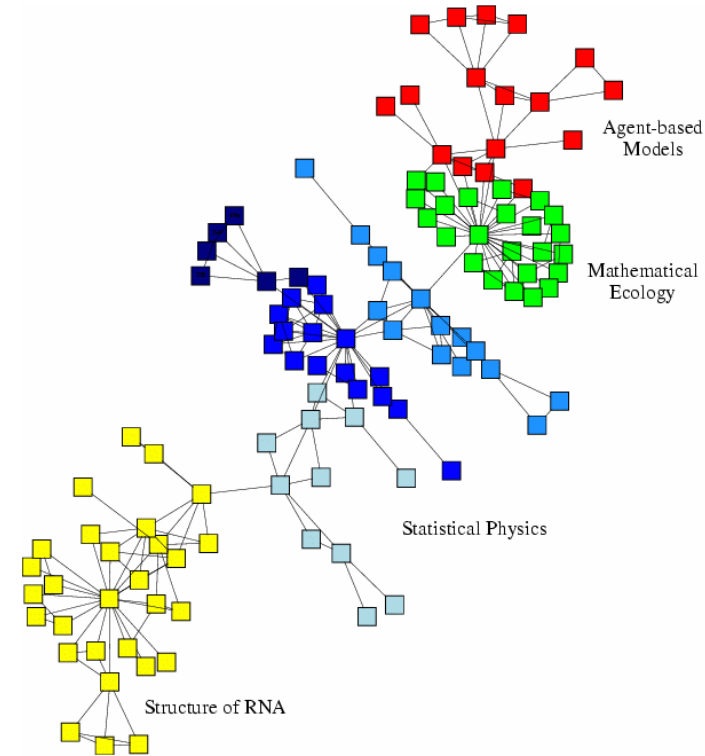 Agent-based
Models
Mathematical
Ecology
Statistical Physics
Structure of RNA